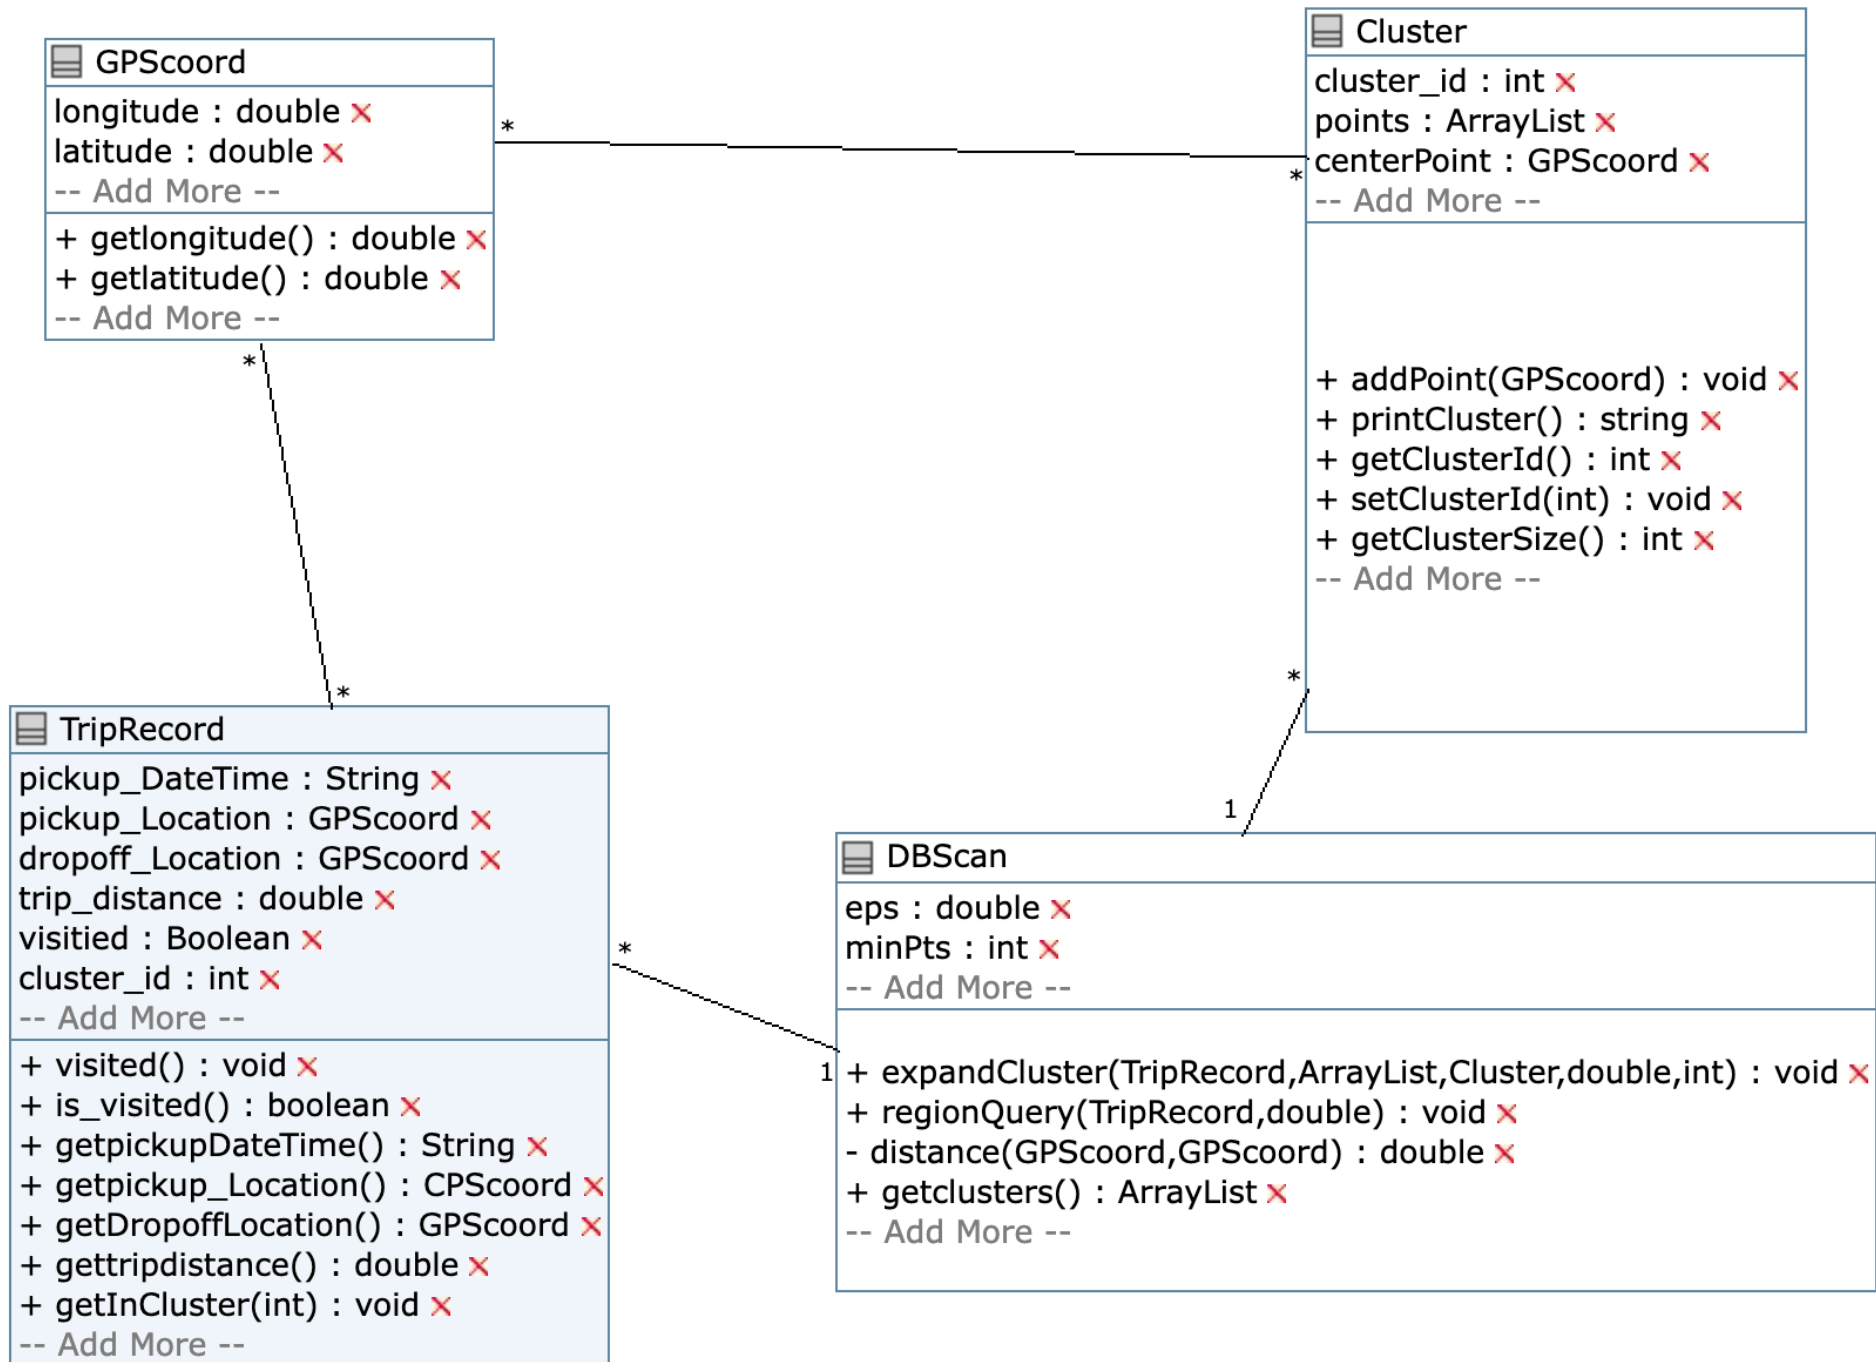 GPScoord
longitude : double
latitude : double
-- Add More --
+ getlongitude() : double
+ getlatitude() : double
-- Add More --
*
*
Cluster
cluster_id : int
points : ArrayList
centerPoint : GPScoord
-- Add More --
+ addPoint(GPScoord) : void
+ printCluster() : string
+ getClusterId() : int
+ setClusterId(int) : void
+ getClusterSize() : int
-- Add More --
*
*
*
1
TripRecord
pickup_DateTime : String
pickup_Location : GPScoord
dropoff_Location : GPScoord
trip_distance : double
visitied : Boolean
cluster_id : int
-- Add More --
+ visited() : void
+ is_visited() : boolean
+ getpickupDateTime() : String
+ getpickup_Location() : CPScoord
+ getDropoffLocation() : GPScoord
+ gettripdistance() : double
+ getInCluster(int) : void
-- Add More --
*
1
DBScan
eps : double
minPts : int
-- Add More --
+ expandCluster(TripRecord,ArrayList,Cluster,double,int) : void
+ regionQuery(TripRecord,double) : void
- distance(GPScoord,GPScoord) : double
+ getclusters() : ArrayList
-- Add More --